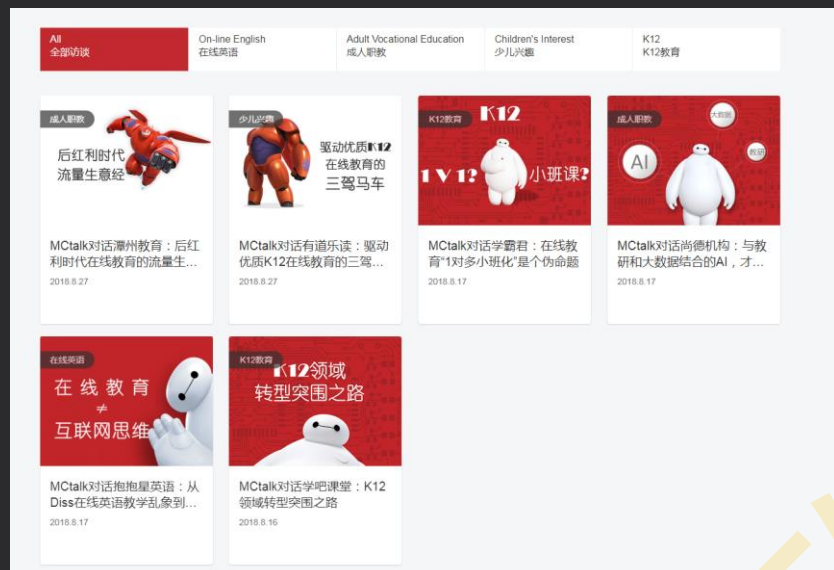 All
全部访谈
On-line English
在线英语
Adult Vocational Education
成人职教
Children's Interest
少儿兴趣
K12
K12教育
成人职教
后红利时代
流量生意经
MCtalk对话潭州教育：后红
利时代在线教育的流量生...
2018.8.27
少儿兴趣
驱动优质K12
在线教育的
三驾马车
MCtalk对话有道乐读：驱动
优质K12在线教育的三驾...
2018.8.27
K12教育
K12
1 V 1?
小班课?
MCtalk对话学霸君：在线教
育“1对多小班化”是个伪命题
2018.8.17
成人职教
大数据
AI
教研
MCtalk对话尚德机构：与教
研和大数据结合的AI，才...
2018.8.17
在线英语
在 线 教 育
≠
互联网思维
MCtalk对话抱抱星英语：从
Diss在线英语教学乱象到...
2018.8.17
K12教育
K12领域
转型突围之路
MCtalk对话学吧课堂：K12
领域转型突围之路
2018.8.16